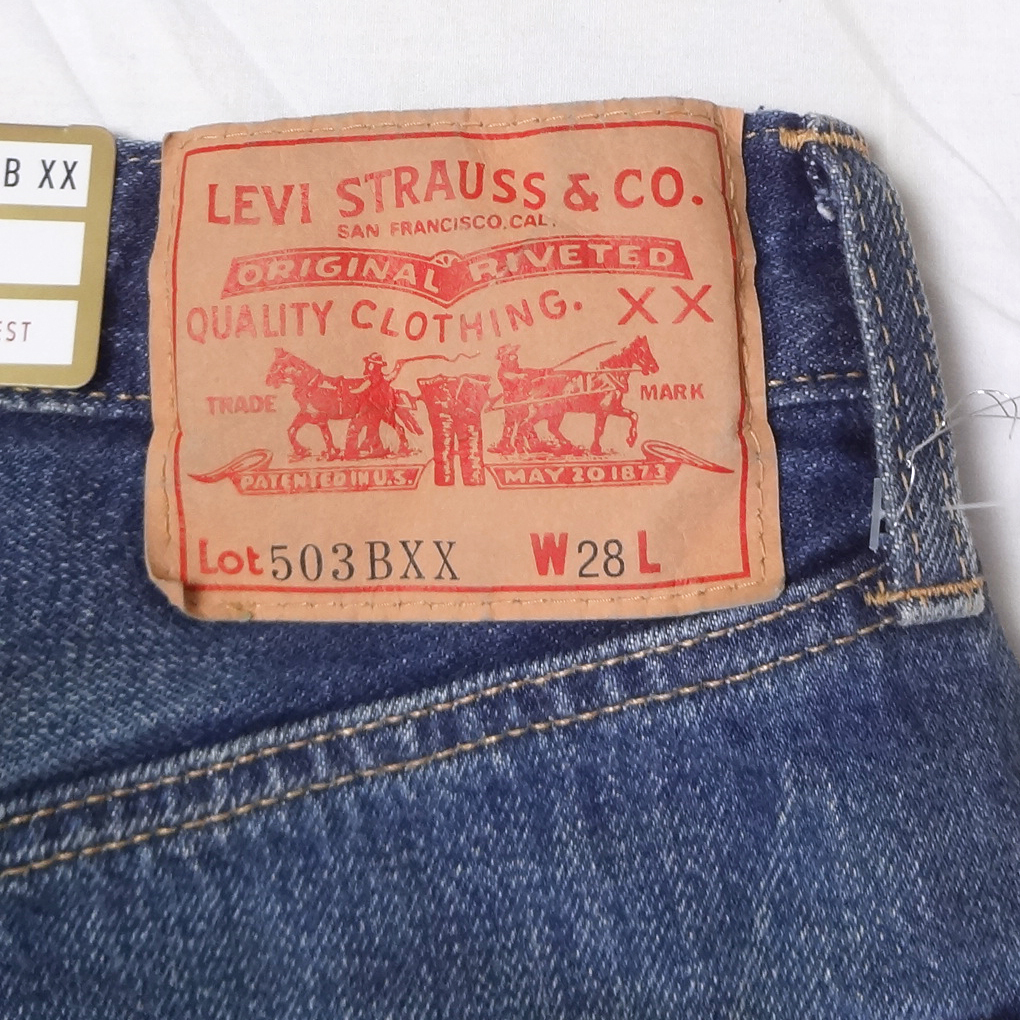 B XX
EST
LEVI STRAUSS & CO.
SAN FRANCISCO, CAL.
ORIGINAL RIVETED
QUALITY CLOTHING. XX
TRADE MARK
PATENTED IN U.S. MAY 20 1873
Lot 503BXX W 28 L